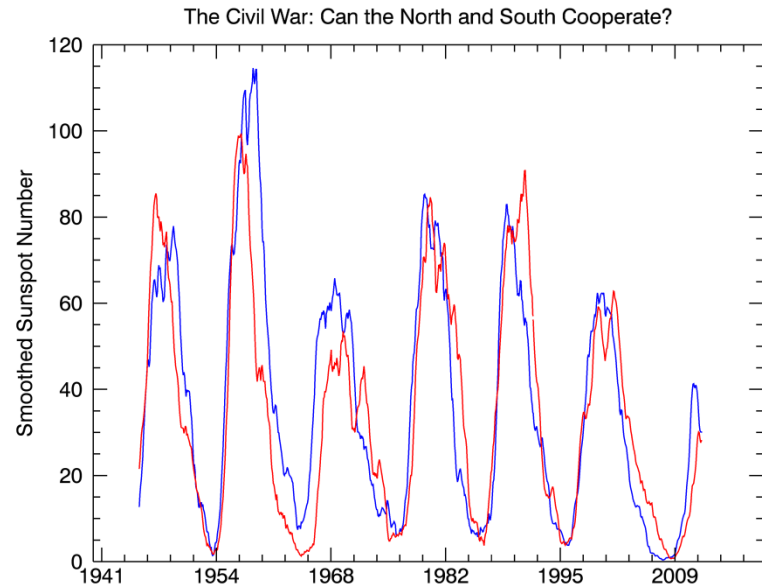 The Civil War: Can the North and South Cooperate?
120
100
80
60
40
20
0
Smoothed Sunspot Number
1941 1954 1968 1982 1995 2009